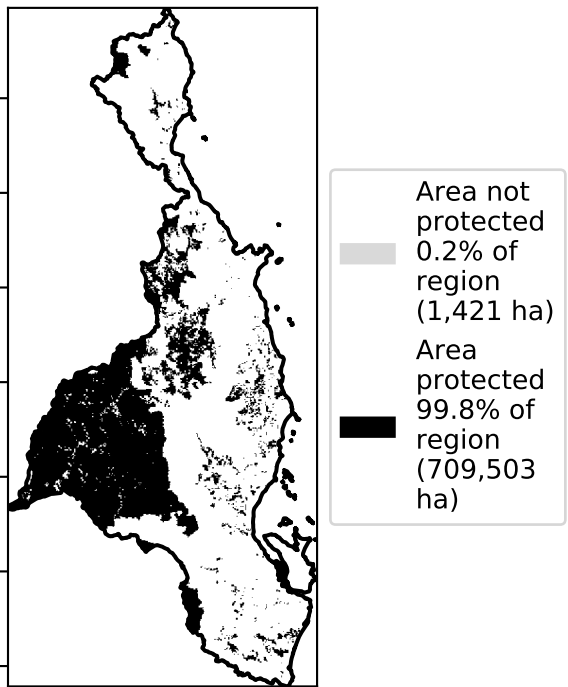 Area not
protected
0.2% of
region
(1,421 ha)
Area
protected
99.8% of
region
(709,503
ha)